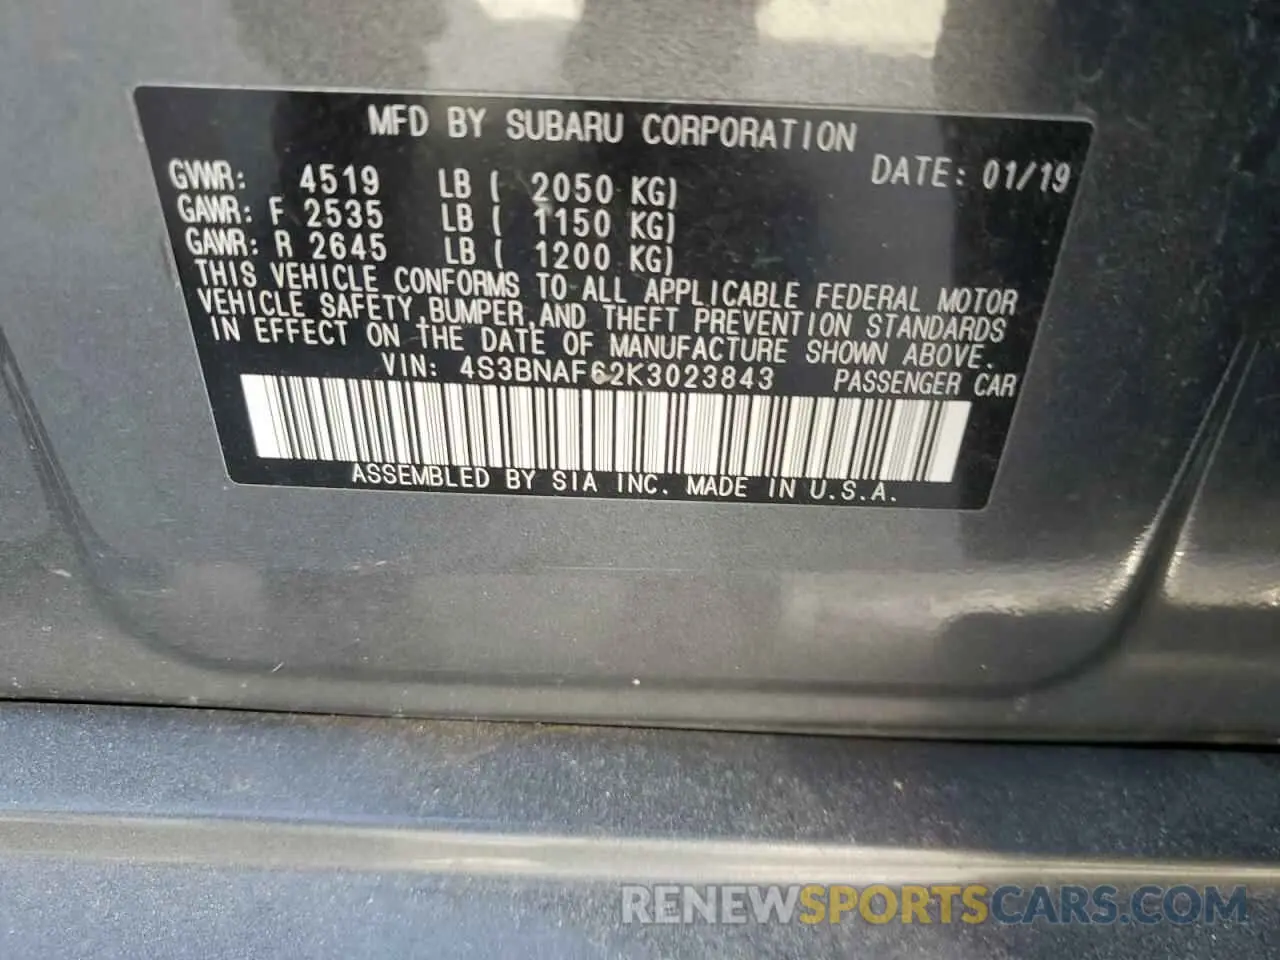 MFD BY SUBARU CORPORATION
DATE: 01/19
GVWR: 4519 LB ( 2050 KG)
GAWR: F 2535 LB ( 1150 KG)
GAWR: R 2645 LB ( 1200 KG)
THIS VEHICLE CONFORMS TO ALL APPLICABLE FEDERAL MOTOR
VEHICLE SAFETY, BUMPER, AND THEFT PREVENTION STANDARDS
IN EFFECT ON THE DATE OF MANUFACTURE SHOWN ABOVE.
VIN: 4S3BNAF62K3023843 PASSENGER CAR
ASSEMBLED BY SIA INC. MADE IN U.S.A.
RENEWSPORTSCARS.COM